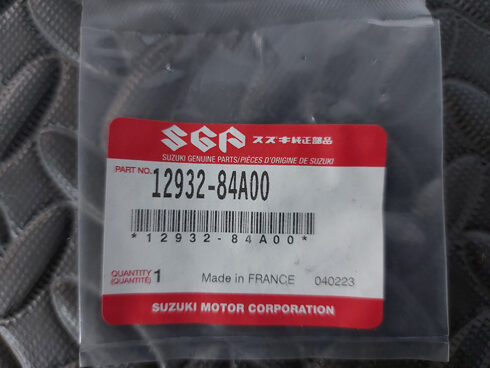 SGP スズキ純正部品
SUZUKI GENUINE PARTS/PIÈCES D'ORIGINE DE SUZUKI
PART NO. 12932-84A00
*12932-84A00*
QUANTITY
(QUANTITÉ) 1 Made in FRANCE 040223
SUZUKI MOTOR CORPORATION